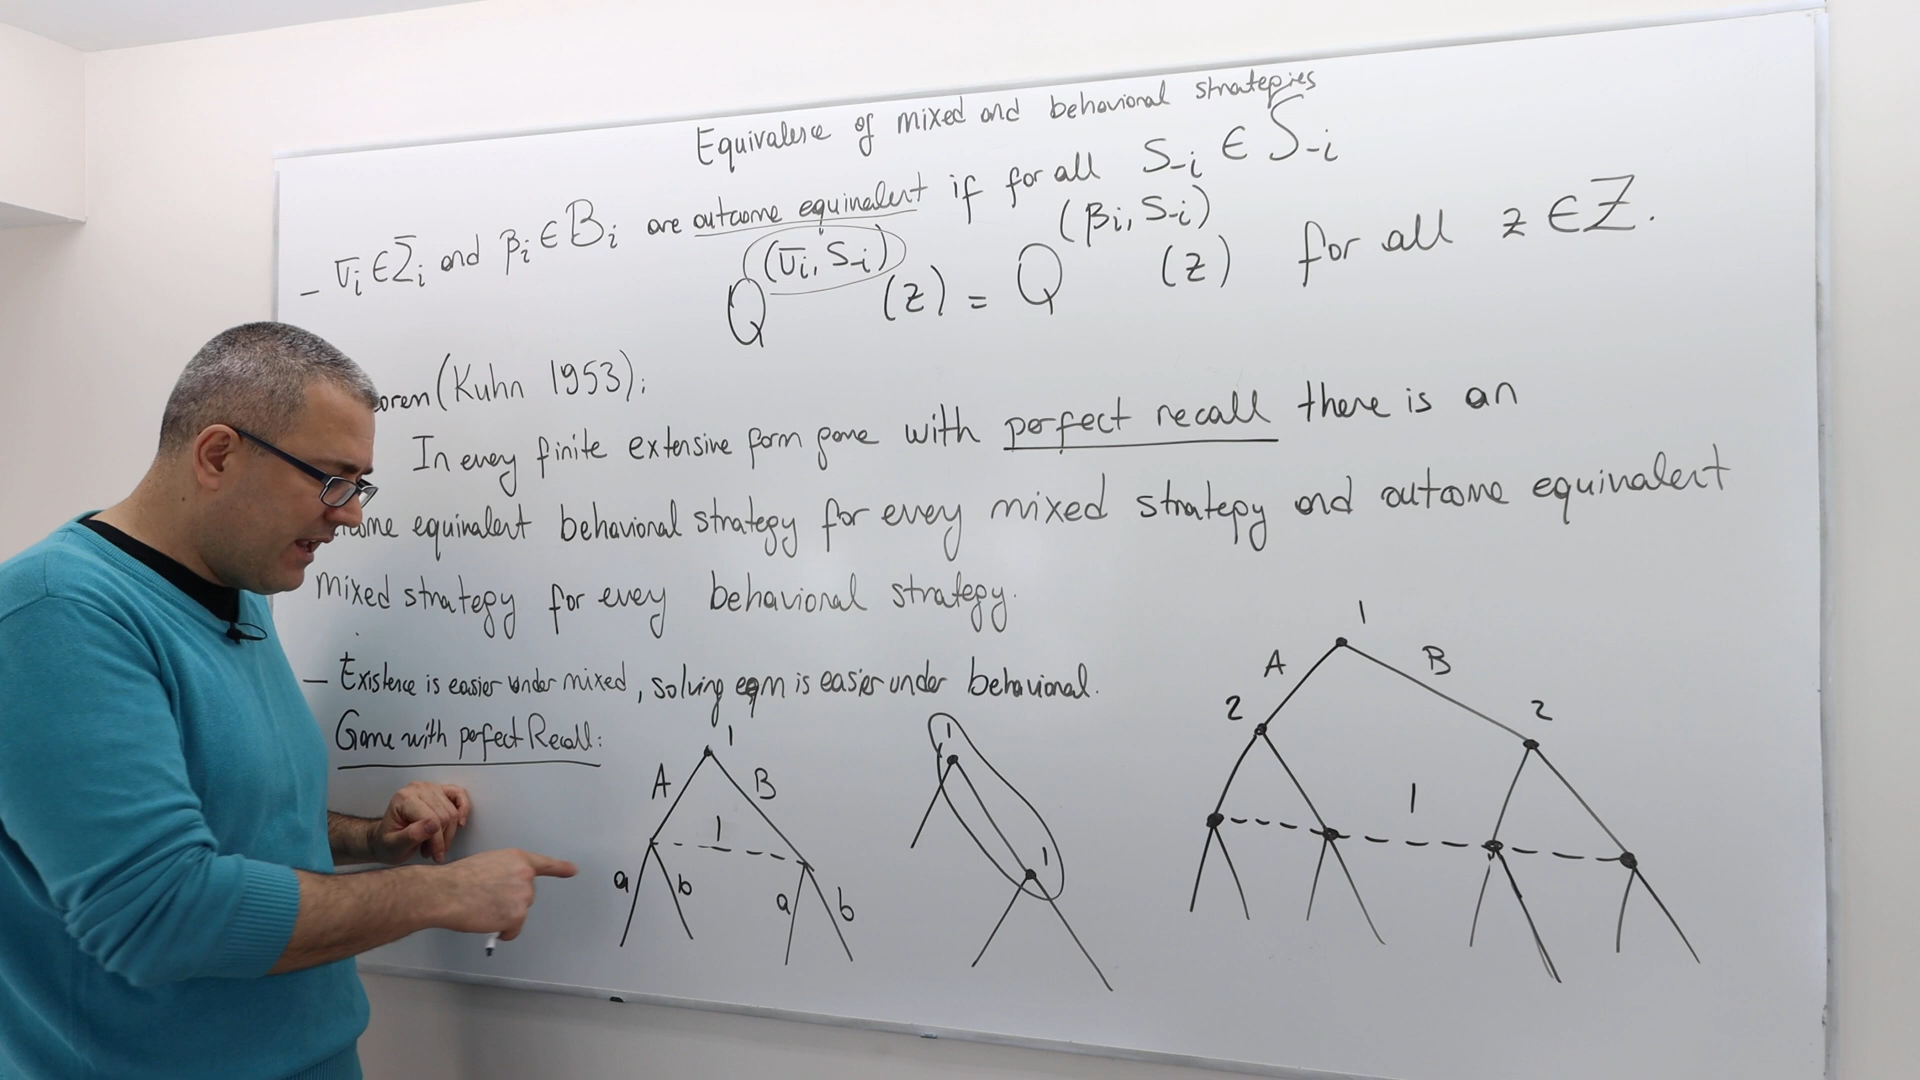 Equivalence of mixed and behavioral strategies
– σi ∈ Σi and βi ∈ Bi are outcome equivalent if for all S-i ∈ S-i
Q^(σi, S-i) (z) = Q^(βi, S-i) (z) for all z ∈ Z.
orem (Kuhn 1953):
In every finite extensive form game with perfect recall there is an
come equivalent behavioral strategy for every mixed strategy and outcome equivalent
mixed strategy for every behavioral strategy.
– Existence is easier under mixed, solving eqm is easier under behavioral.
Game with perfect Recall:
1
A B
1
a b a b
1
1
1
A B
2 2
1